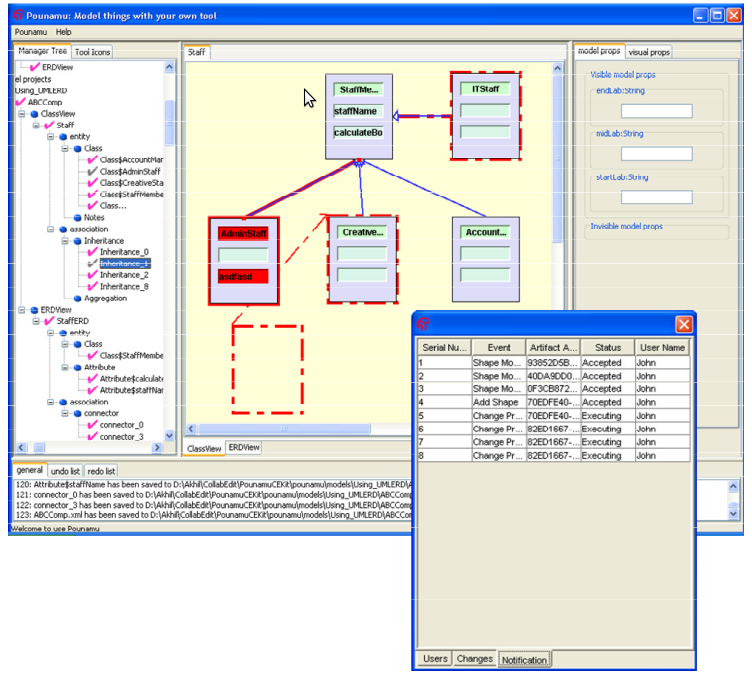 Pounamu: Model things with your own tool
Pounamu Help
Manager Tree Tool Icons
ERDView
el projects
Using_UMLERD
ABCComp
ClassView
Staff
entity
Class
Class$AccountMar
Class$AdminStaff
Class$CreativeSta
Class$StaffMembe
Class...
Notes
association
Inheritance
Inheritance_0
Inheritance_1
Inheritance_2
Inheritance_8
Aggregation
ERDView
StaffERD
entity
Class
Class$StaffMembe
Attribute
Attribute$calculate
Attribute$staffNar
association
connector
connector_0
connector_3
Staff
StaffMe...
staffName
calculateBo
ITStaff
AdminStaff
asdfasd
Creative...
Account...
ClassView ERDView
model props visual props
Visible model props
endLab:String
midLab:String
startLab:String
Invisible model props
general undo list redo list
120: Attribute$staffName has been saved to D:\Akhil\CollabEdit\PounamuCEKit\pounamu\models\Using_UMLERD\A
121: connector_0 has been saved to D:\Akhil\CollabEdit\PounamuCEKit\pounamu\models\Using_UMLERD\ABCComp
122: connector_3 has been saved to D:\Akhil\CollabEdit\PounamuCEKit\pounamu\models\Using_UMLERD\ABCComp
123: ABCComp.xml has been saved to D:\Akhil\CollabEdit\PounamuCEKit\pounamu\models\Using_UMLERD\ABCComp
Welcome to use Pounamu
Serial Nu... Event Artifact A... Status User Name
1 Shape Mo... 93852D5B... Accepted John
2 Shape Mo... 40DA9DD0... Accepted John
3 Shape Mo... 0F3CB872... Accepted John
4 Add Shape 70EDFE40-... Accepted John
5 Change Pr... 70EDFE40-... Executing John
6 Change Pr... 82ED1667-... Executing John
7 Change Pr... 82ED1667-... Executing John
8 Change Pr... 82ED1667-... Executing John
Users Changes Notification